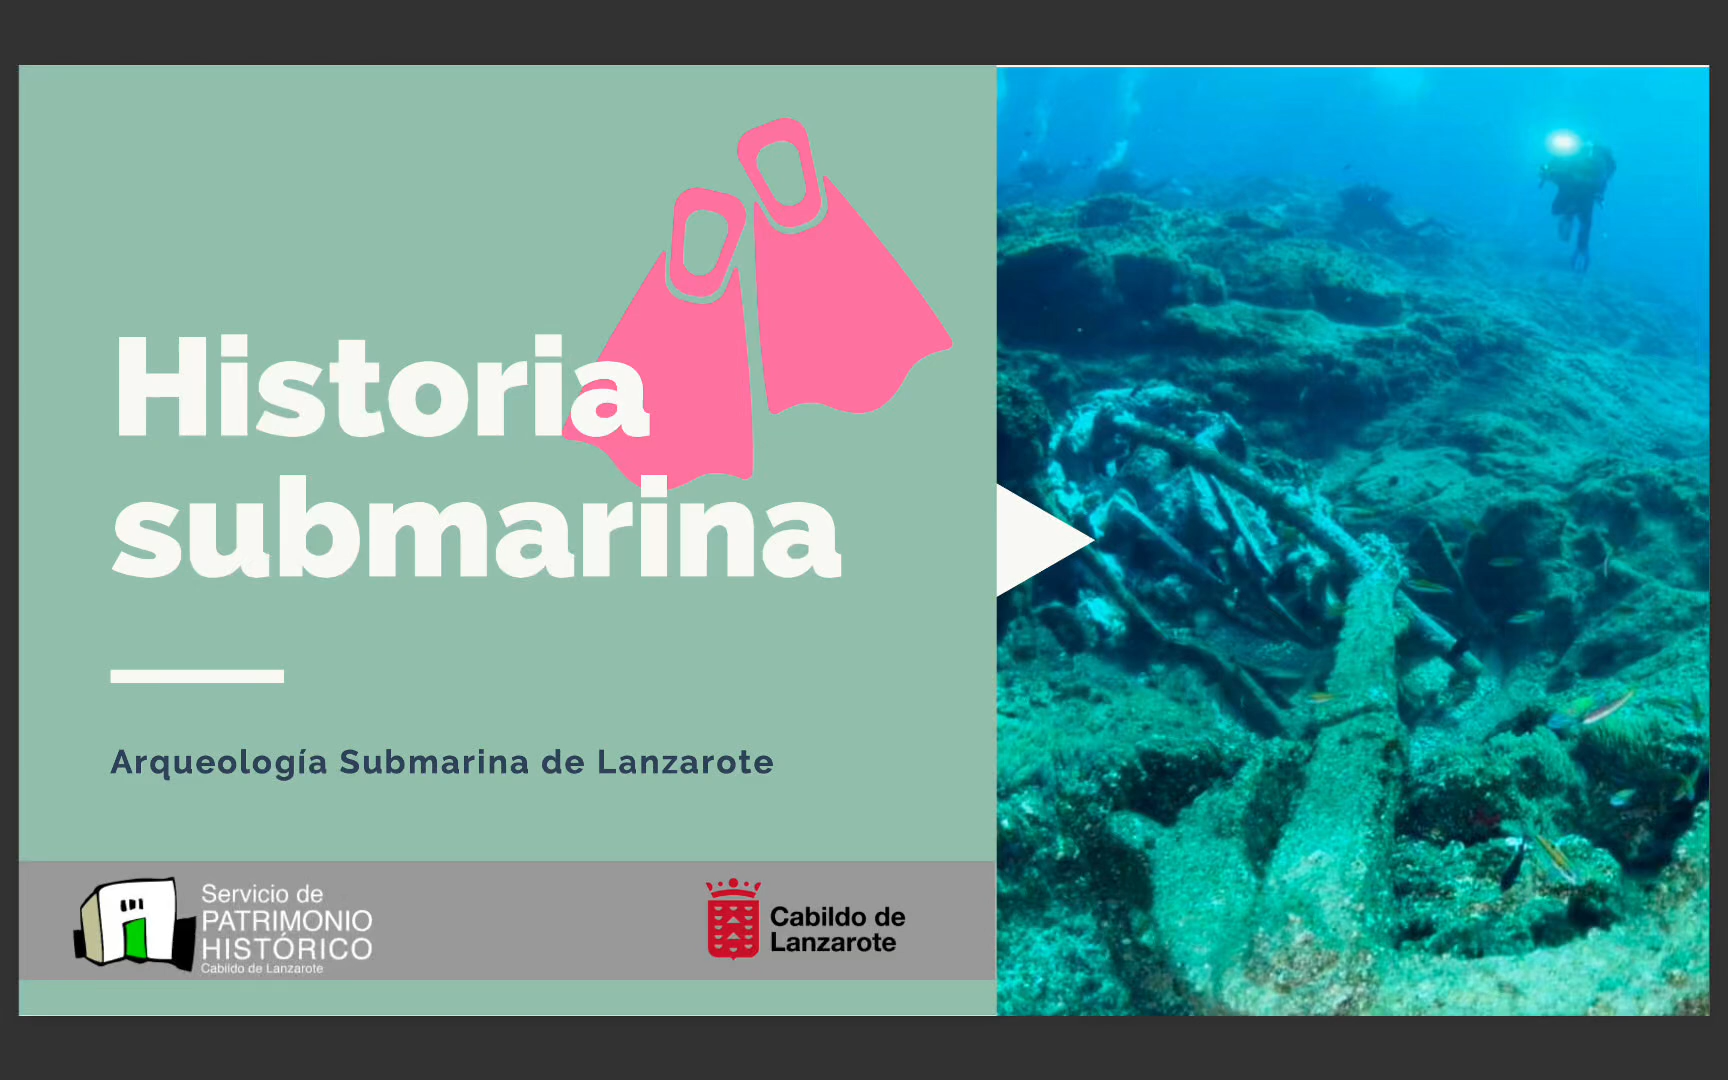 Historia
submarina
Arqueología Submarina de Lanzarote
Servicio de
PATRIMONIO
HISTÓRICO
Cabildo de Lanzarote
Cabildo de
Lanzarote